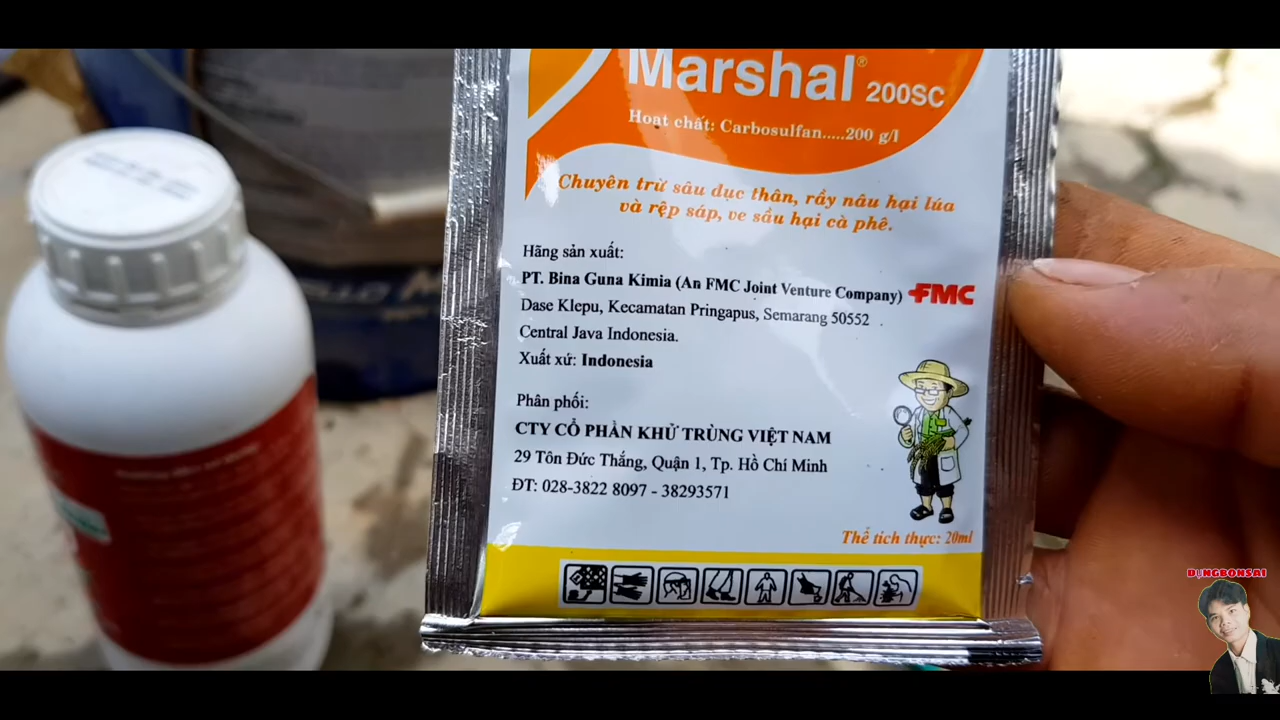 Marshal® 200SC
Hoạt chất: Carbosulfan.....200 g/l
Chuyên trừ sâu đục thân, rầy nâu hại lúa
và rệp sáp, ve sầu hại cà phê.
Hãng sản xuất:
PT. Bina Guna Kimia (An FMC Joint Venture Company) FMC
Dase Klepu, Kecamatan Pringapus, Semarang 50552
Central Java Indonesia.
Xuất xứ: Indonesia
Phân phối:
CTY CỔ PHẦN KHỬ TRÙNG VIỆT NAM
29 Tôn Đức Thắng, Quận 1, Tp. Hồ Chí Minh
ĐT: 028-3822 8097 - 38293571
Thể tích thực: 20ml
DŨNGBONSAI